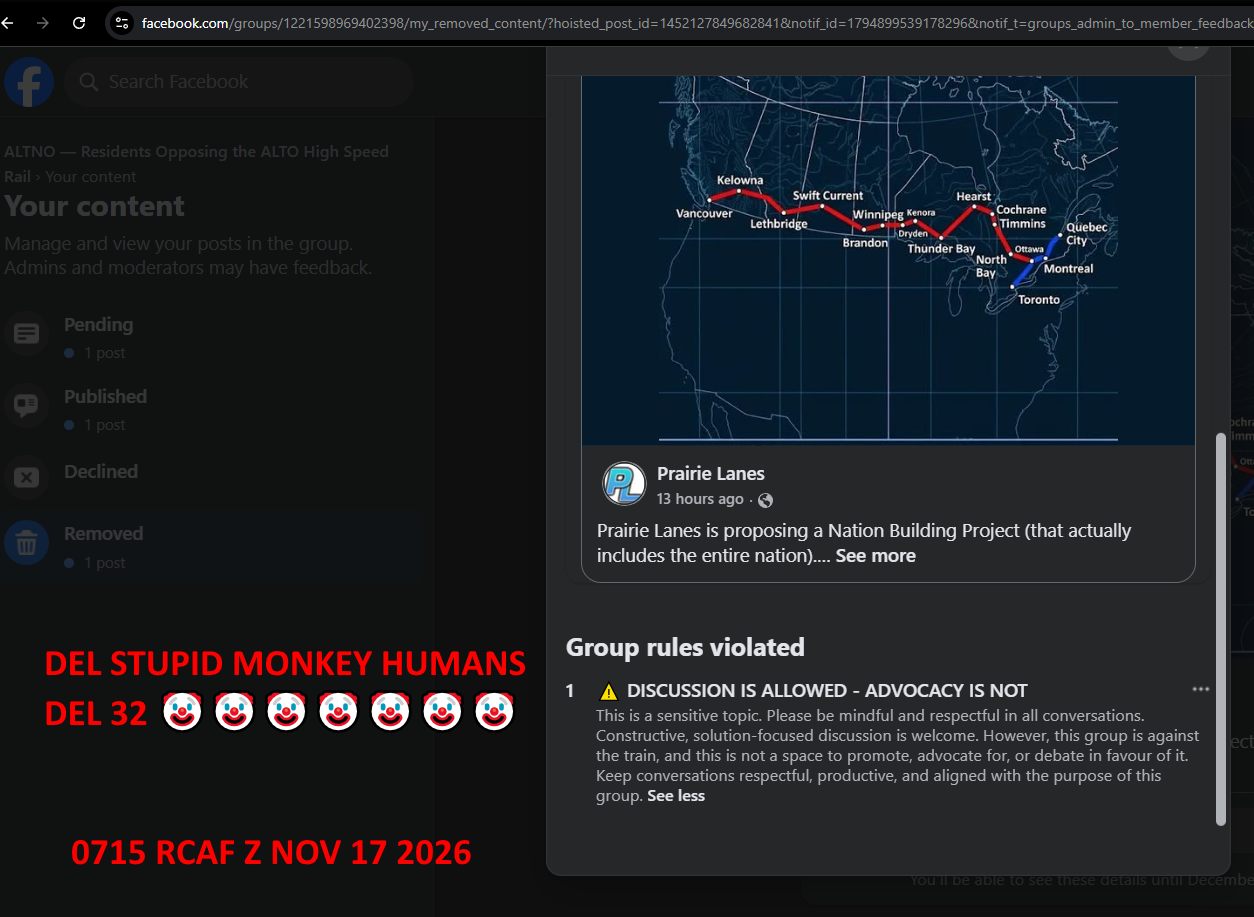 facebook.com/groups/1221598969402398/my_removed_content/?hoisted_post_id=1452127849682841&notif_id=1794899539178296&notif_t=groups_admin_to_member_feedback
Search Facebook
ALTNO — Residents Opposing the ALTO High Speed
Rail › Your content
Your content
Manage and view your posts in the group.
Admins and moderators may have feedback.
Pending
1 post
Published
1 post
Declined
Removed
1 post
DEL STUPID MONKEY HUMANS
DEL 32 🤡 🤡 🤡 🤡 🤡 🤡 🤡
0715 RCAF Z NOV 17 2026
Kelowna
Vancouver
Swift Current
Lethbridge
Winnipeg
Kenora
Brandon
Dryden
Thunder Bay
Hearst
Cochrane
Timmins
North
Bay
Ottawa
Quebec
City
Montreal
Toronto
PL
Prairie Lanes
13 hours ago ·
Prairie Lanes is proposing a Nation Building Project (that actually
includes the entire nation).... See more
Group rules violated
1 ⚠️ DISCUSSION IS ALLOWED - ADVOCACY IS NOT
This is a sensitive topic. Please be mindful and respectful in all conversations.
Constructive, solution-focused discussion is welcome. However, this group is against
the train, and this is not a space to promote, advocate for, or debate in favour of it.
Keep conversations respectful, productive, and aligned with the purpose of this
group. See less
You'll be able to see these details until December